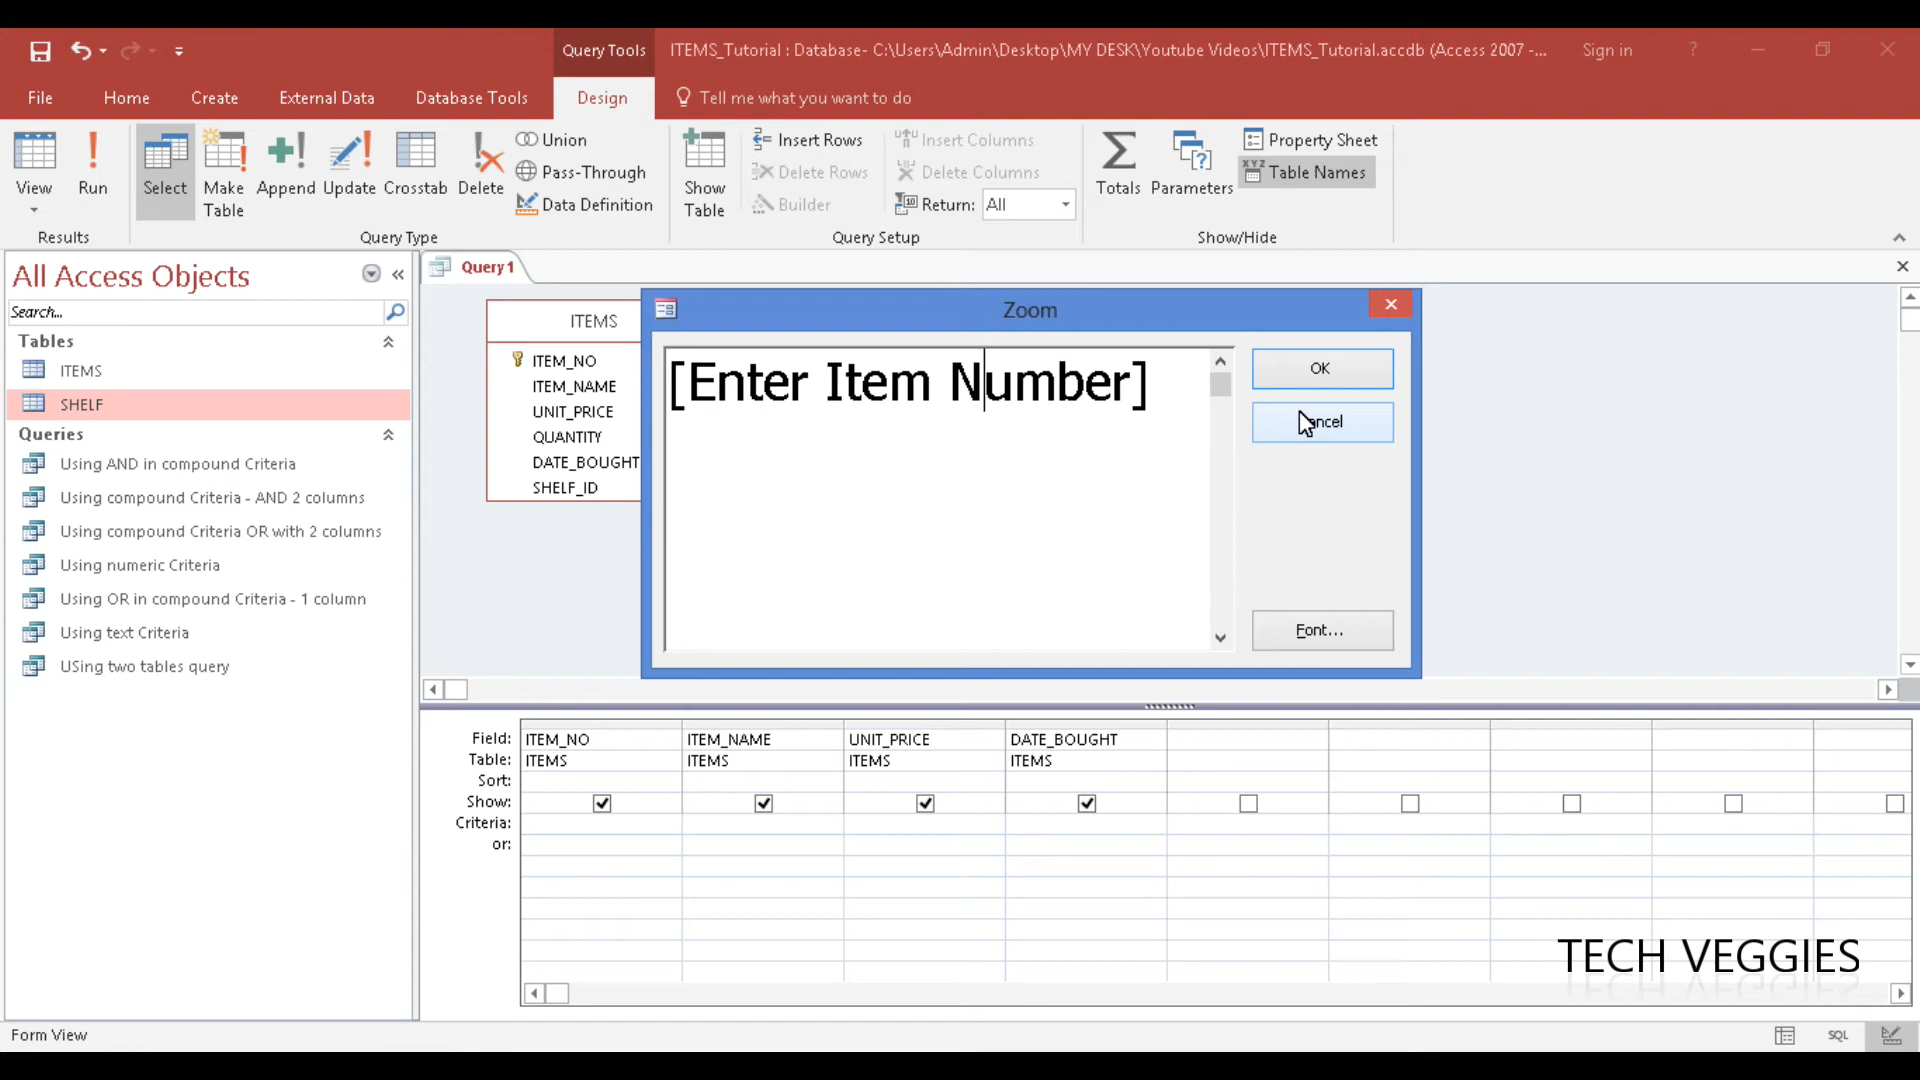 Query Tools
ITEMS_Tutorial : Database- C:\Users\Admin\Desktop\MY DESK\Youtube Videos\ITEMS_Tutorial.accdb (Access 2007 -...
Sign in
?
File
Home
Create
External Data
Database Tools
Design
Tell me what you want to do
View
Run
Select
Make Table
Append
Update
Crosstab
Delete
Union
Pass-Through
Data Definition
Show Table
Insert Rows
Delete Rows
Builder
Insert Columns
Delete Columns
Return: All
Totals
Parameters
Property Sheet
XYZ Table Names
Results
Query Type
Query Setup
Show/Hide
All Access Objects
Search...
Tables
ITEMS
SHELF
Queries
Using AND in compound Criteria
Using compound Criteria - AND 2 columns
Using compound Criteria OR with 2 columns
Using numeric Criteria
Using OR in compound Criteria - 1 column
Using text Criteria
USing two tables query
Query1
ITEMS
ITEM_NO
ITEM_NAME
UNIT_PRICE
QUANTITY
DATE_BOUGHT
SHELF_ID
Zoom
[Enter Item Number]
OK
Font...
Field: ITEM_NO ITEM_NAME UNIT_PRICE DATE_BOUGHT
Table: ITEMS ITEMS ITEMS ITEMS
Sort:
Show:
Criteria:
or:
TECH VEGGIES
Form View
SQL